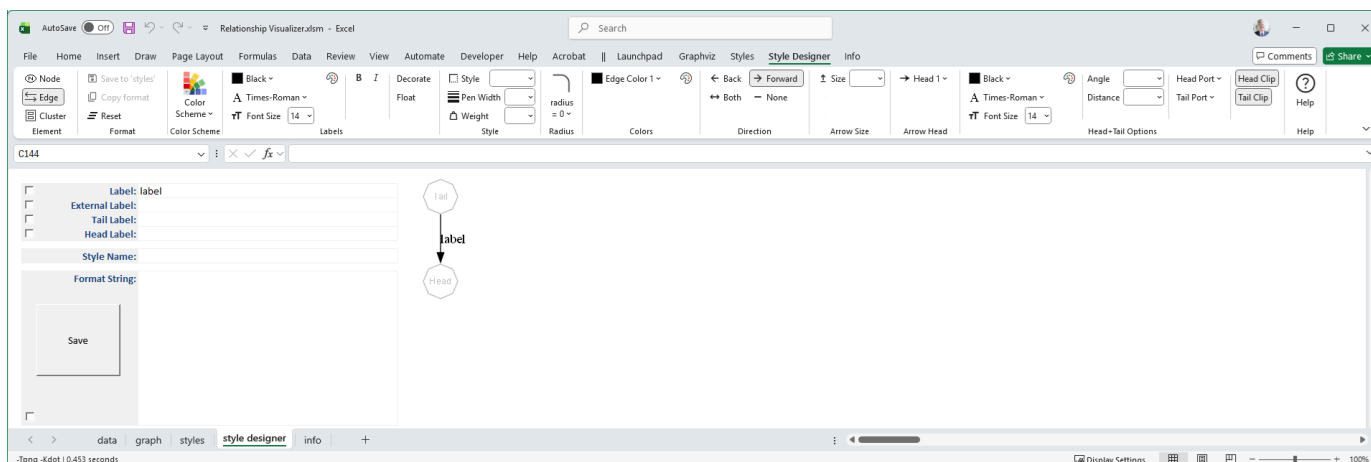 AutoSave Off Relationship Visualizer.xlsm - Excel Search
File Home Insert Draw Page Layout Formulas Data Review View Automate Developer Help Acrobat || Launchpad Graphviz Styles Style Designer Info Comments Share
Node Save to 'styles' Black B I Decorate Style Edge Color 1 Back Forward Size Head 1 Black Angle Head Port Head Clip
Edge Copy format Color Scheme Times-Roman Float Pen Width radius = 0 Both None Times-Roman Distance Tail Port Tail Clip Help
Cluster Reset Font Size 14 Weight Font Size 14
Element Format Color Scheme Labels Style Radius Colors Direction Arrow Size Arrow Head Head+Tail Options Help
C144 fx
Label: label
External Label:
Tail Label:
Head Label:
Style Name:
Format String:
Save
Tail
label
Head
data graph styles style designer info
-Tpng -Kdot | 0.453 seconds Display Settings 100%